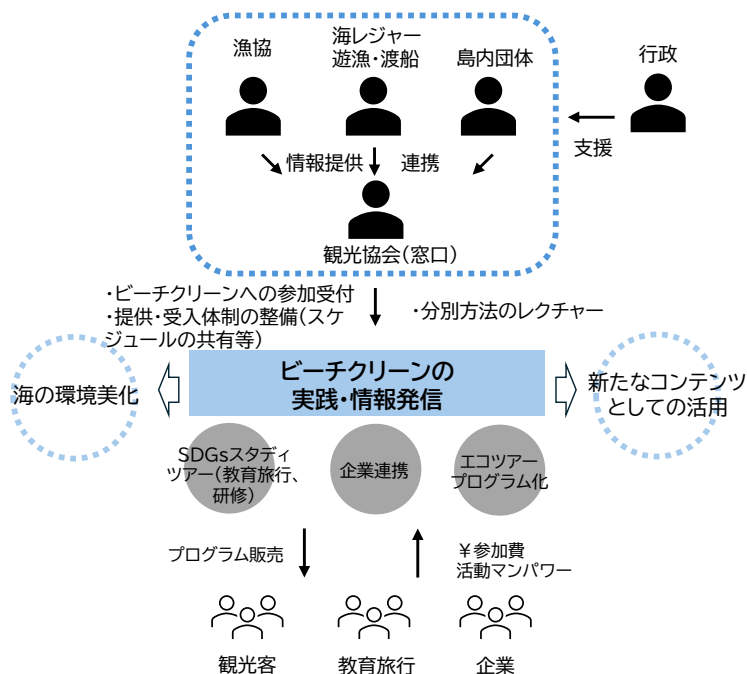 漁協
海レジャー
遊漁・渡船
島内団体
行政
支援
情報提供
連携
観光協会(窓口)
・ビーチクリーンへの参加受付
・提供・受入体制の整備(スケ
ジュールの共有等)
・分別方法のレクチャー
海の環境美化
ビーチクリーンの
実践・情報発信
新たなコンテンツ
としての活用
SDGsスタディ
ツアー(教育旅行、
研修)
企業連携
エコツアー
プログラム化
プログラム販売
￥参加費
活動マンパワー
観光客
教育旅行
企業